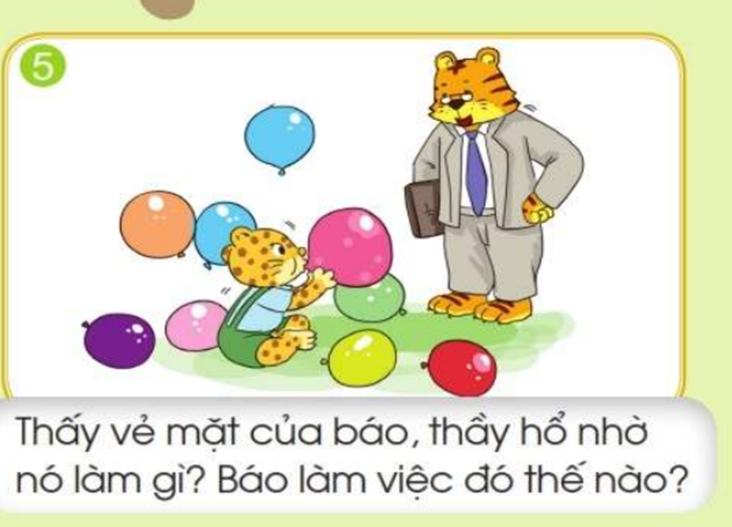 5
Thấy vẻ mặt của báo, thầy hổ nhờ
nó làm gì? Báo làm việc đó thế nào?